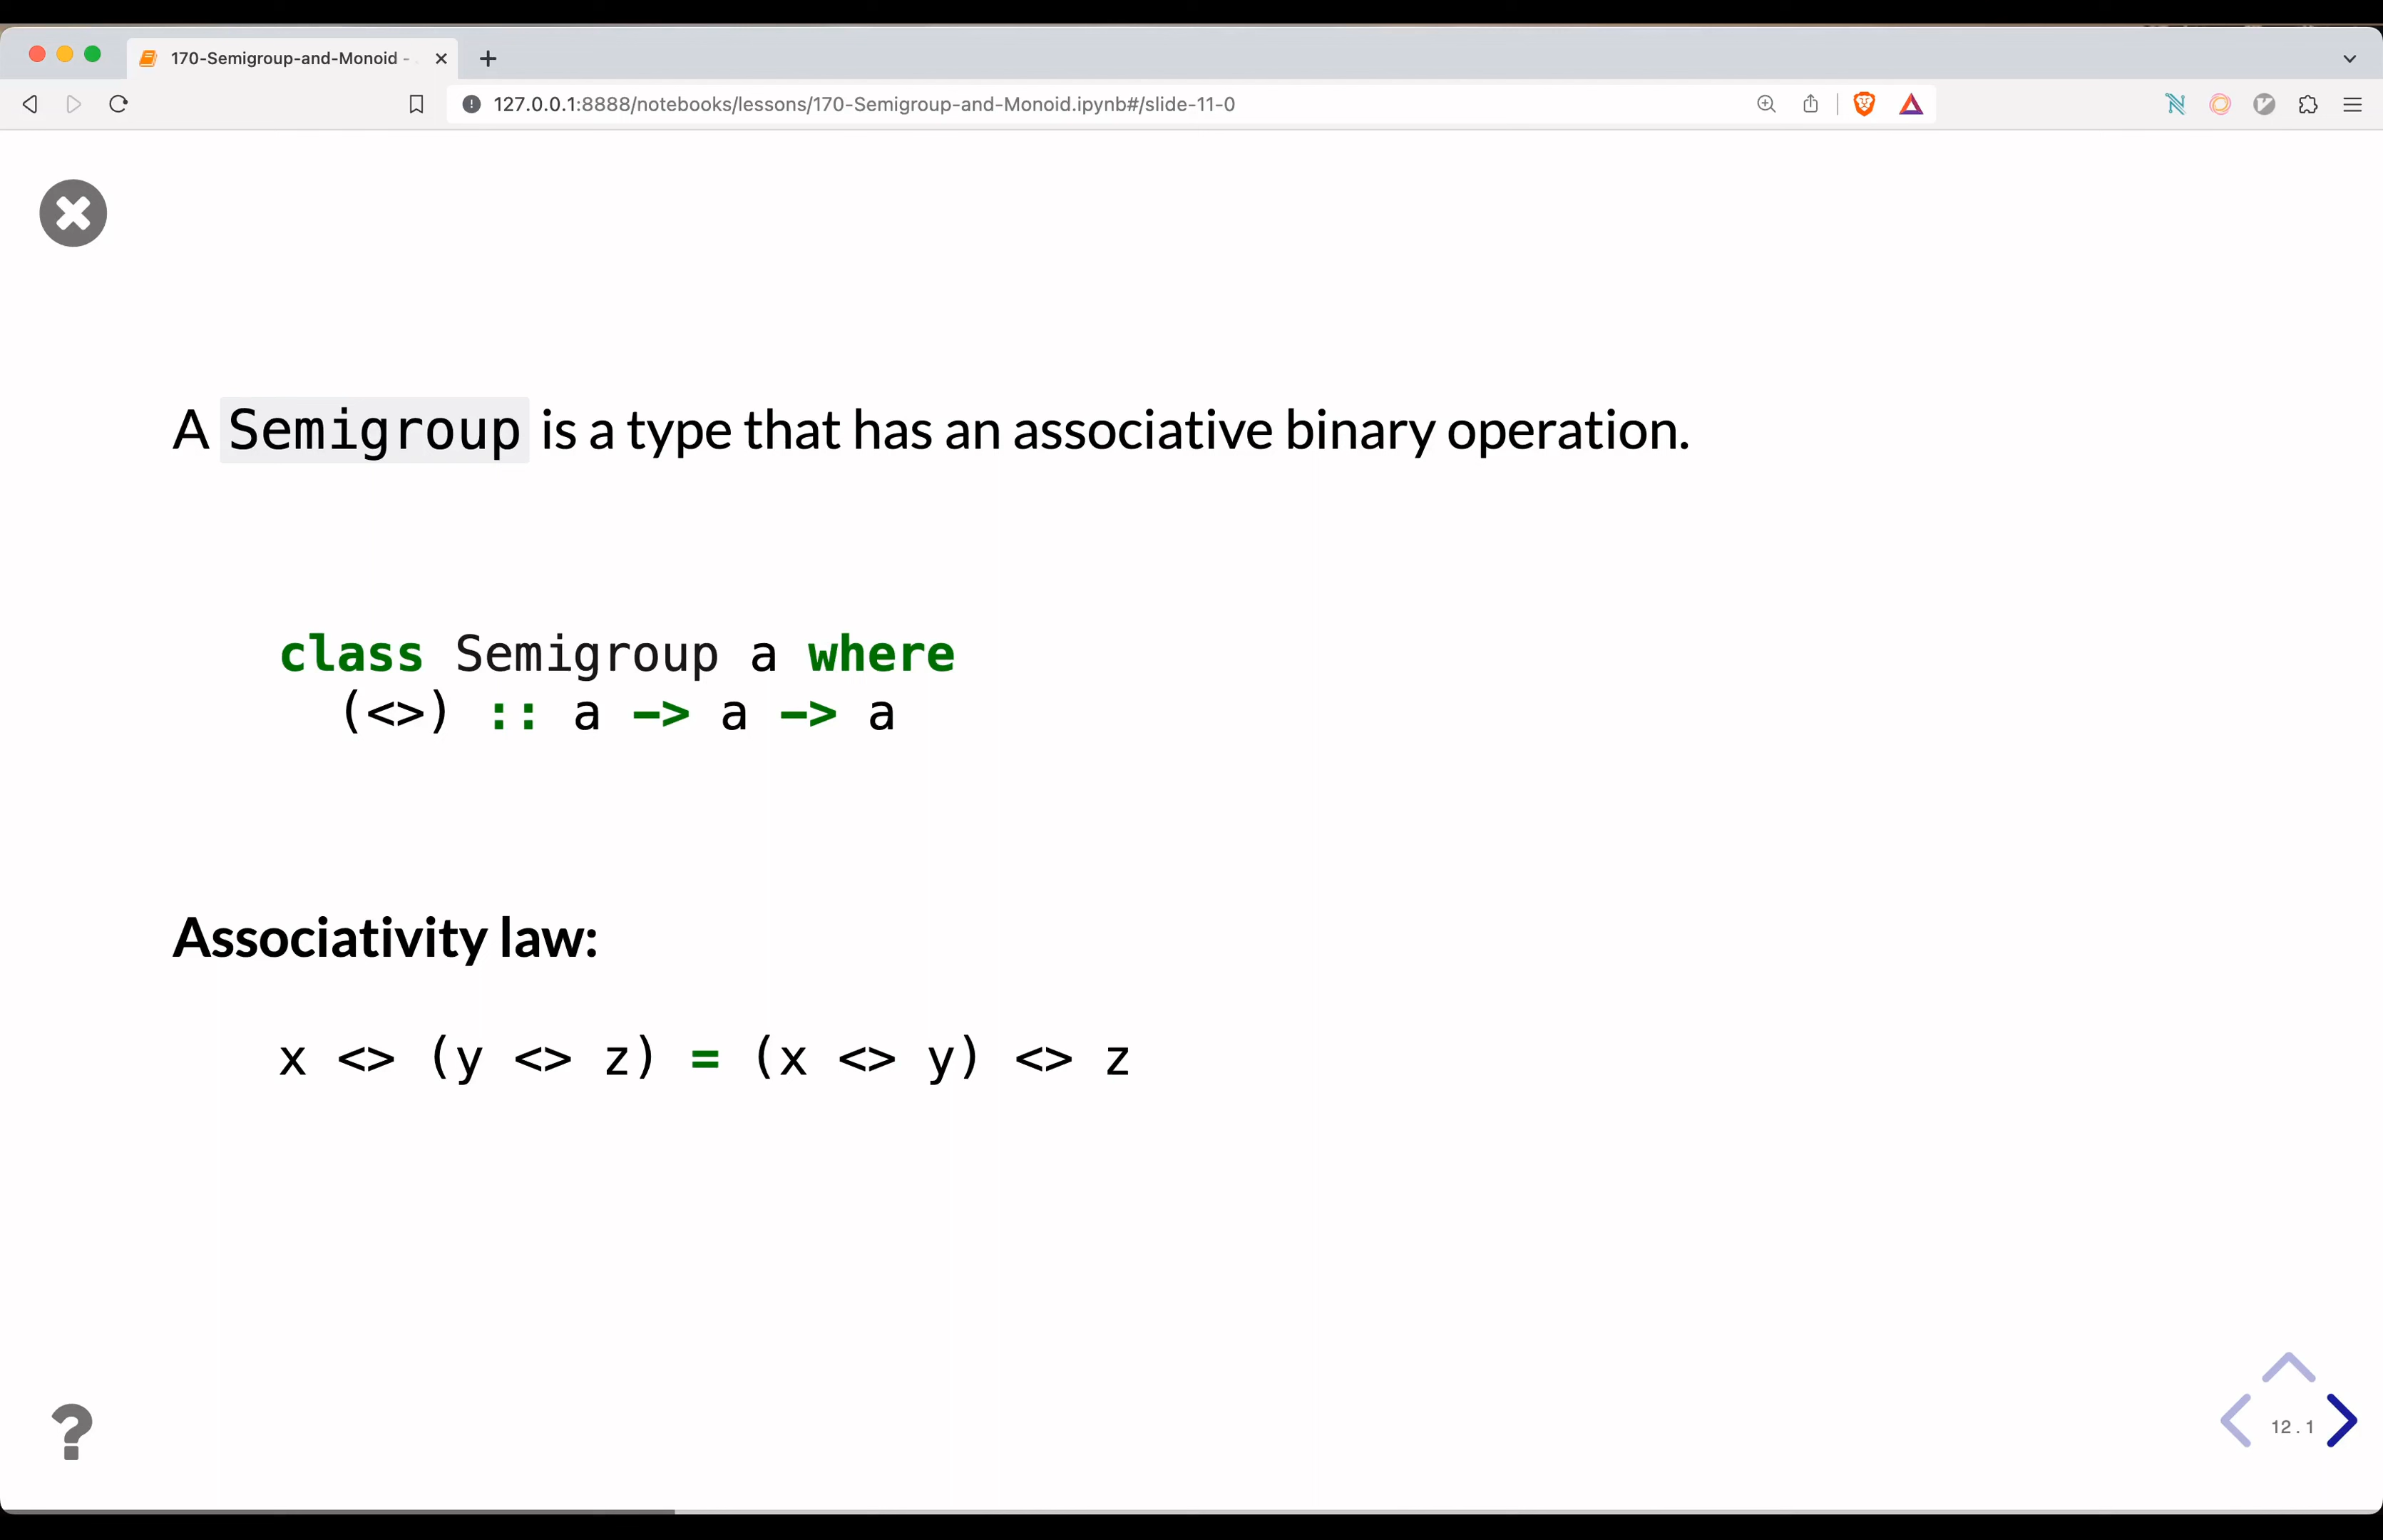 170-Semigroup-and-Monoid -
127.0.0.1:8888/notebooks/lessons/170-Semigroup-and-Monoid.ipynb#/slide-11-0
A Semigroup is a type that has an associative binary operation.
class Semigroup a where
(<>) :: a -> a -> a
Associativity law:
x <> (y <> z) = (x <> y) <> z
?
12.1